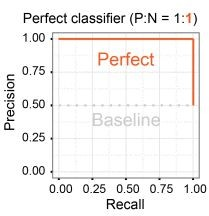 Perfect classifier (P:N = 1:1)
Precision
1.00
0.75
0.50
0.25
0.00
Perfect
Baseline
0.00 0.25 0.50 0.75 1.00
Recall